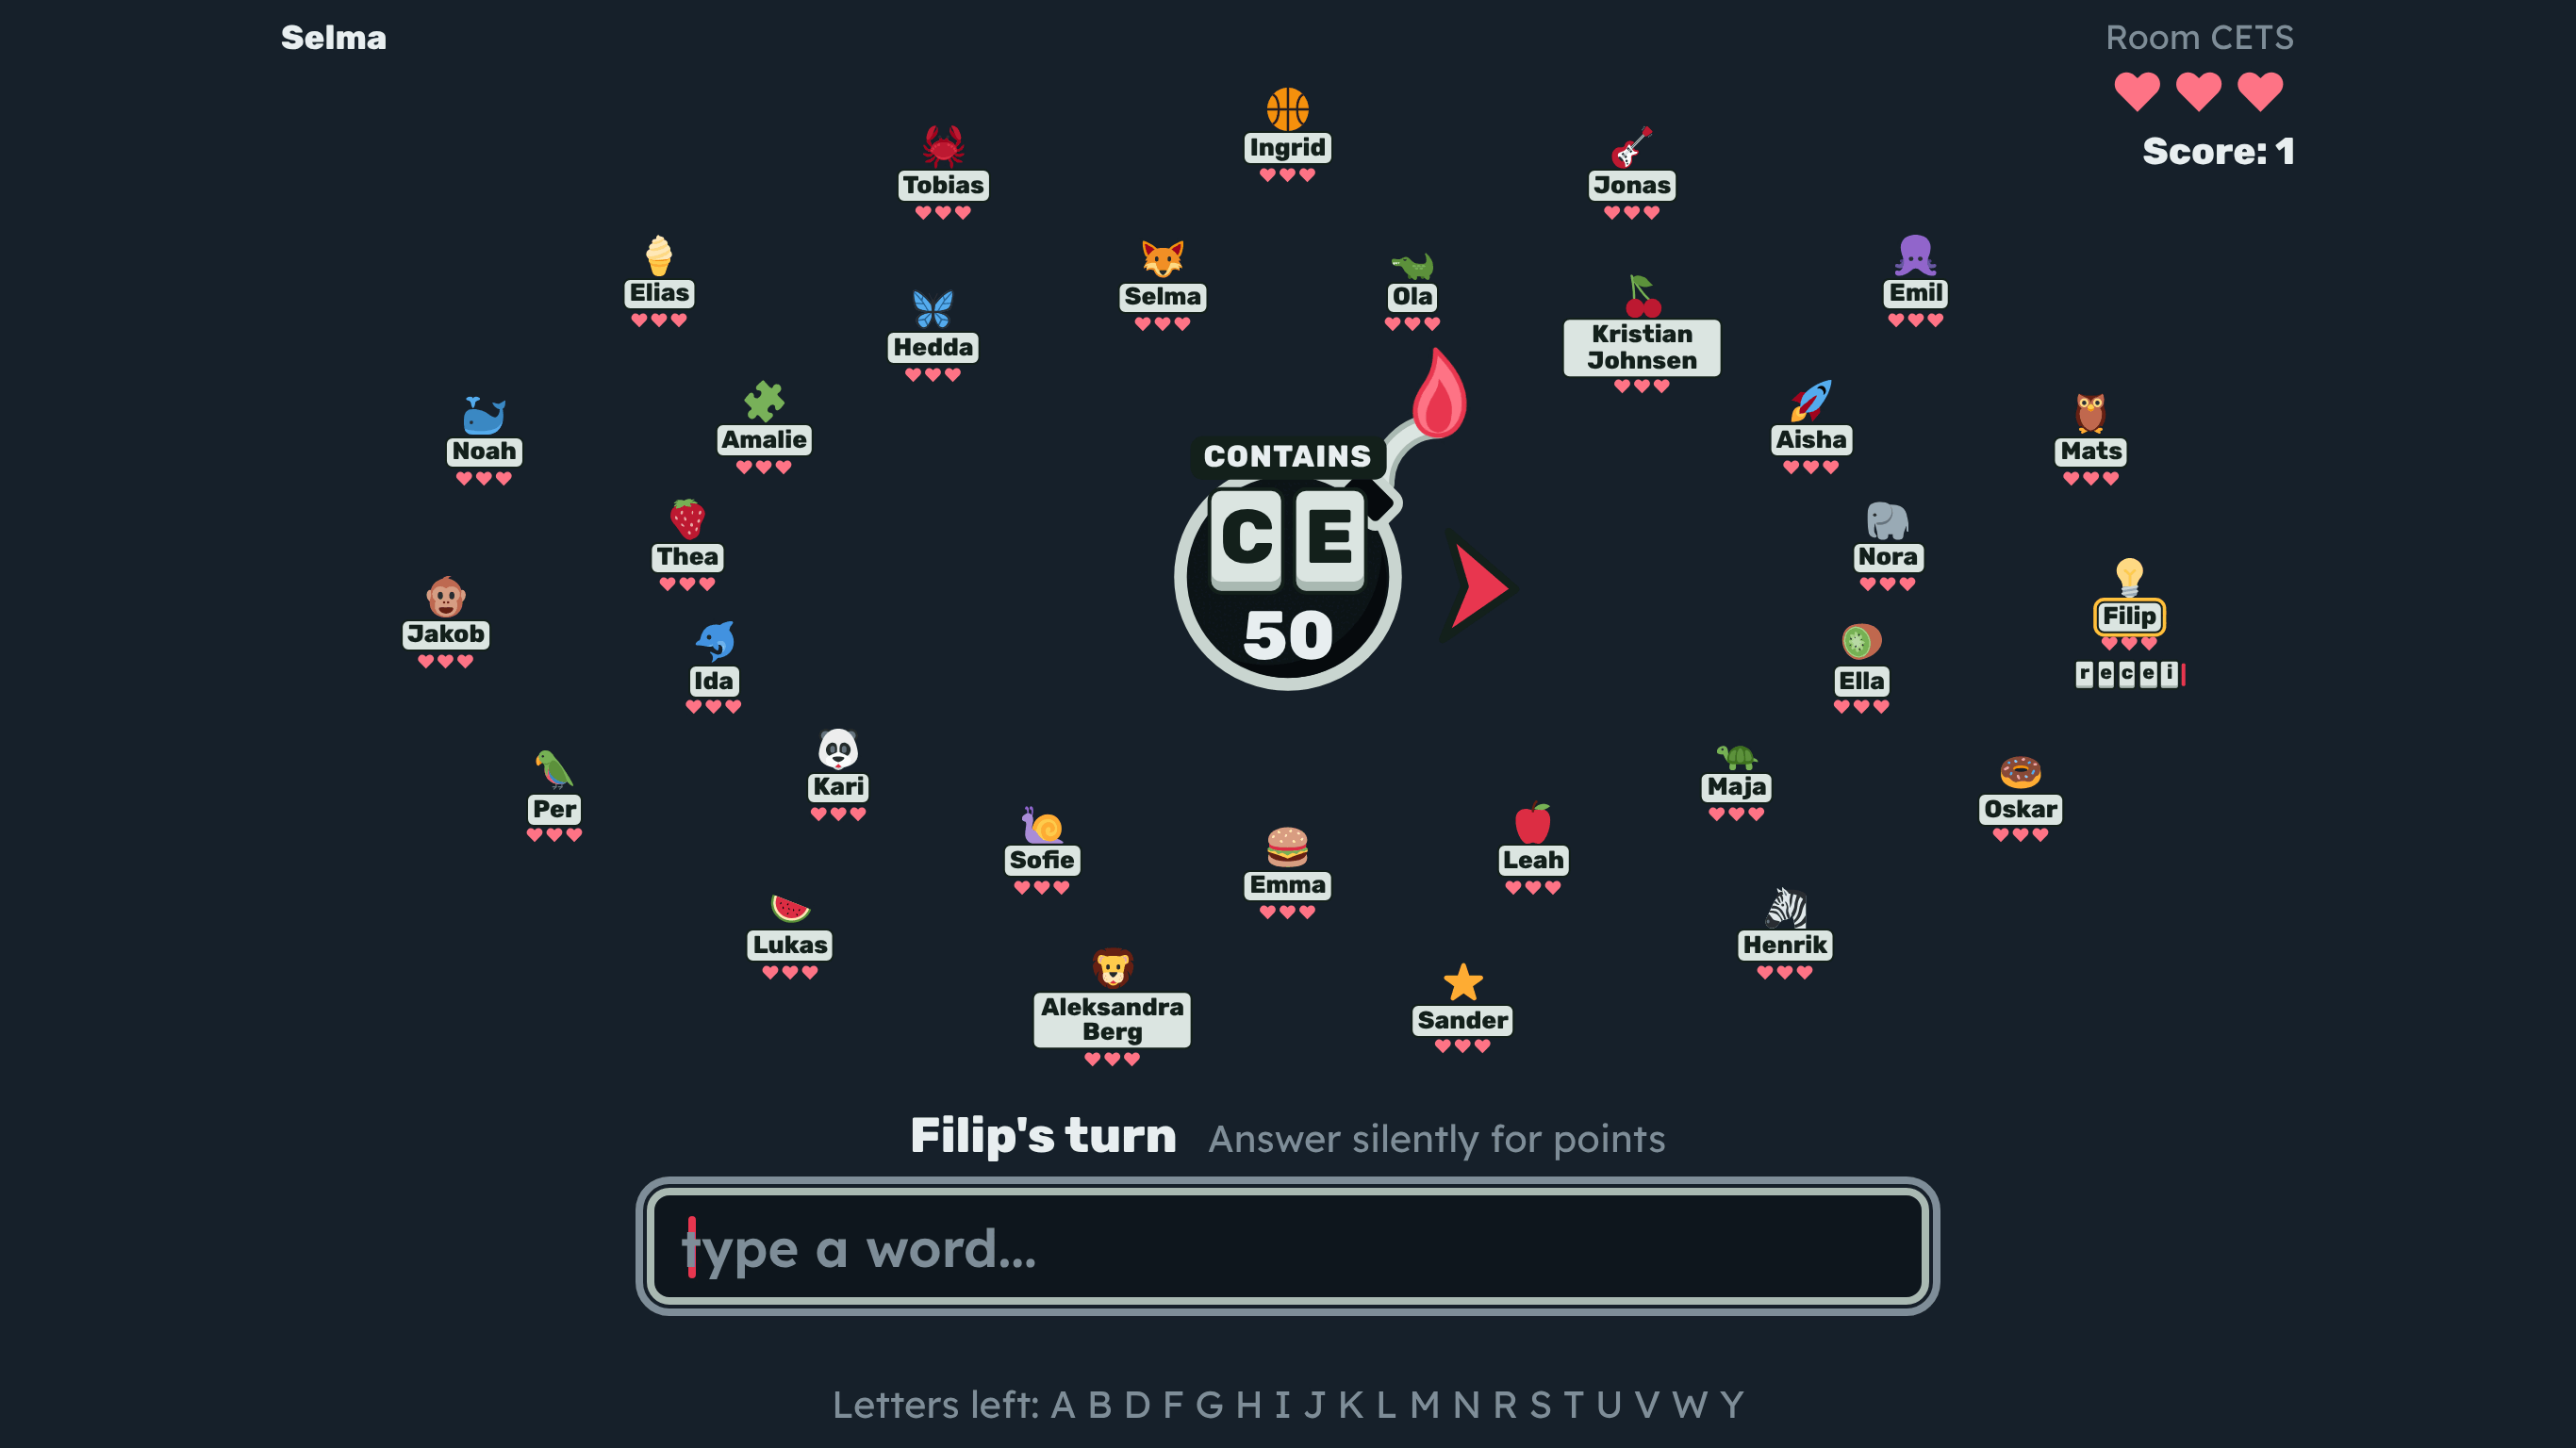 Selma
Room CETS
Score: 1
Ingrid
Tobias
Jonas
Elias
Selma
Ola
Emil
Hedda
Kristian
Johnsen
Noah
Amalie
Aisha
Mats
CONTAINS
CE
50
Thea
Nora
Filip
recei
Jakob
Ida
Ella
Per
Kari
Maja
Oskar
Sofie
Emma
Leah
Lukas
Henrik
Aleksandra
Berg
Sander
Filip's turn Answer silently for points
type a word...
Letters left: A B D F G H I J K L M N R S T U V W Y